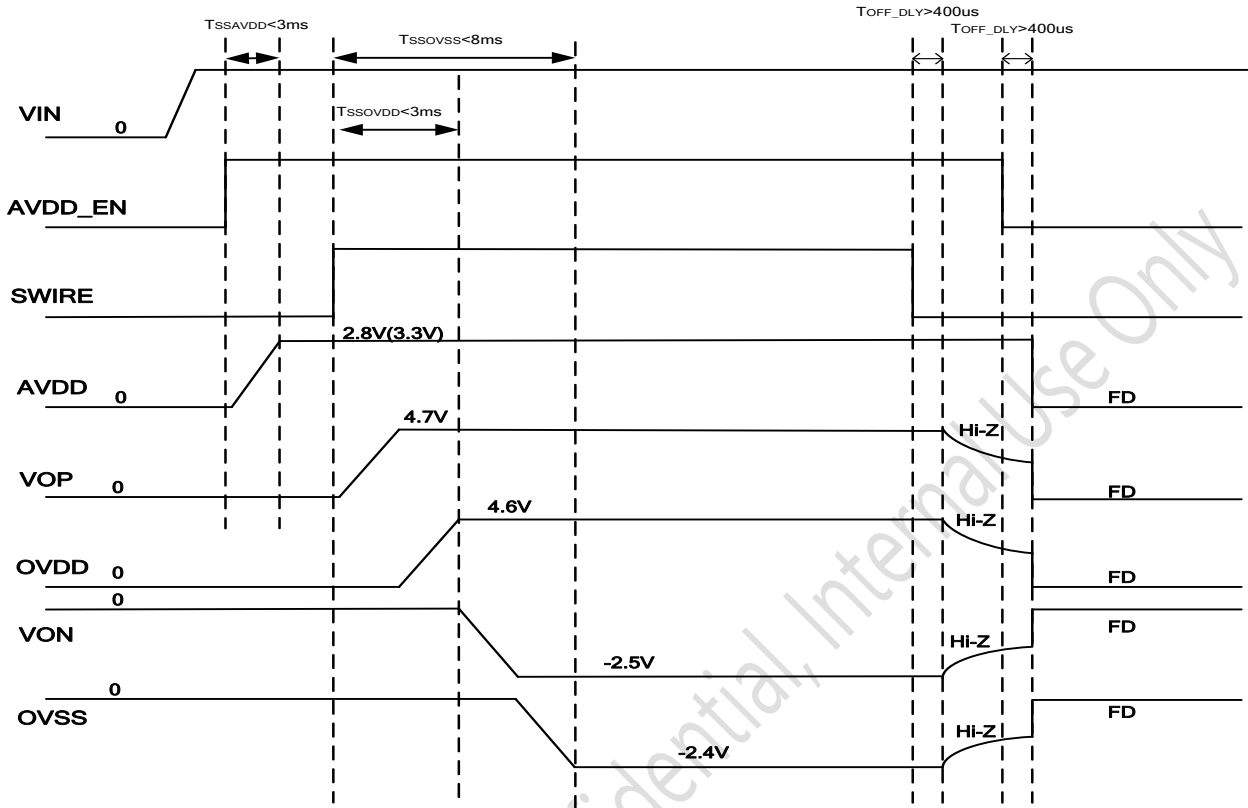 TSSAVDD<3ms
TSSOVSS<8ms
TOFF_DLY>400us
TOFF_DLY>400us
VIN
0
TSSOVDD<3ms
AVDD_EN
SWIRE
2.8V(3.3V)
AVDD
0
FD
4.7V
Hi-Z
VOP
0
FD
4.6V
Hi-Z
OVDD
0
FD
0
VON
FD
-2.5V
Hi-Z
0
OVSS
FD
-2.4V
Hi-Z
fidential, Internal Use Only